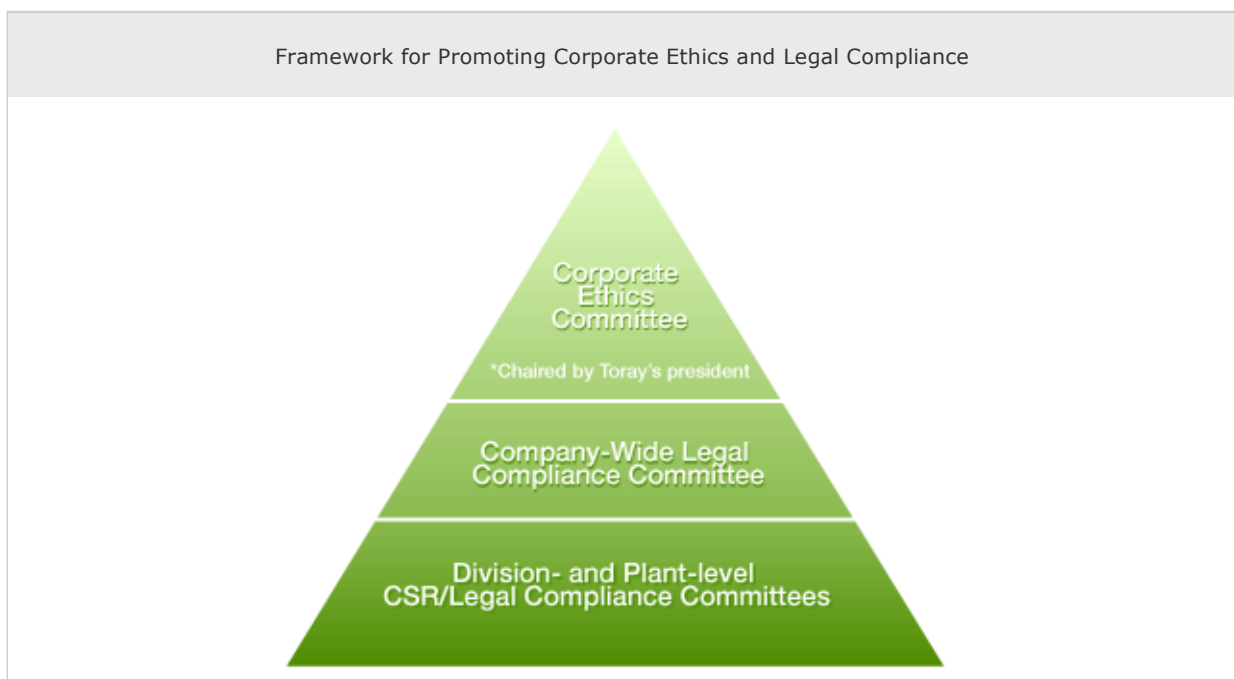 Framework for Promoting Corporate Ethics and Legal Compliance
Corporate
Ethics
Committee
*Chaired by Toray's president
Company-Wide Legal
Compliance Committee
Division- and Plant-level
CSR/Legal Compliance Committees